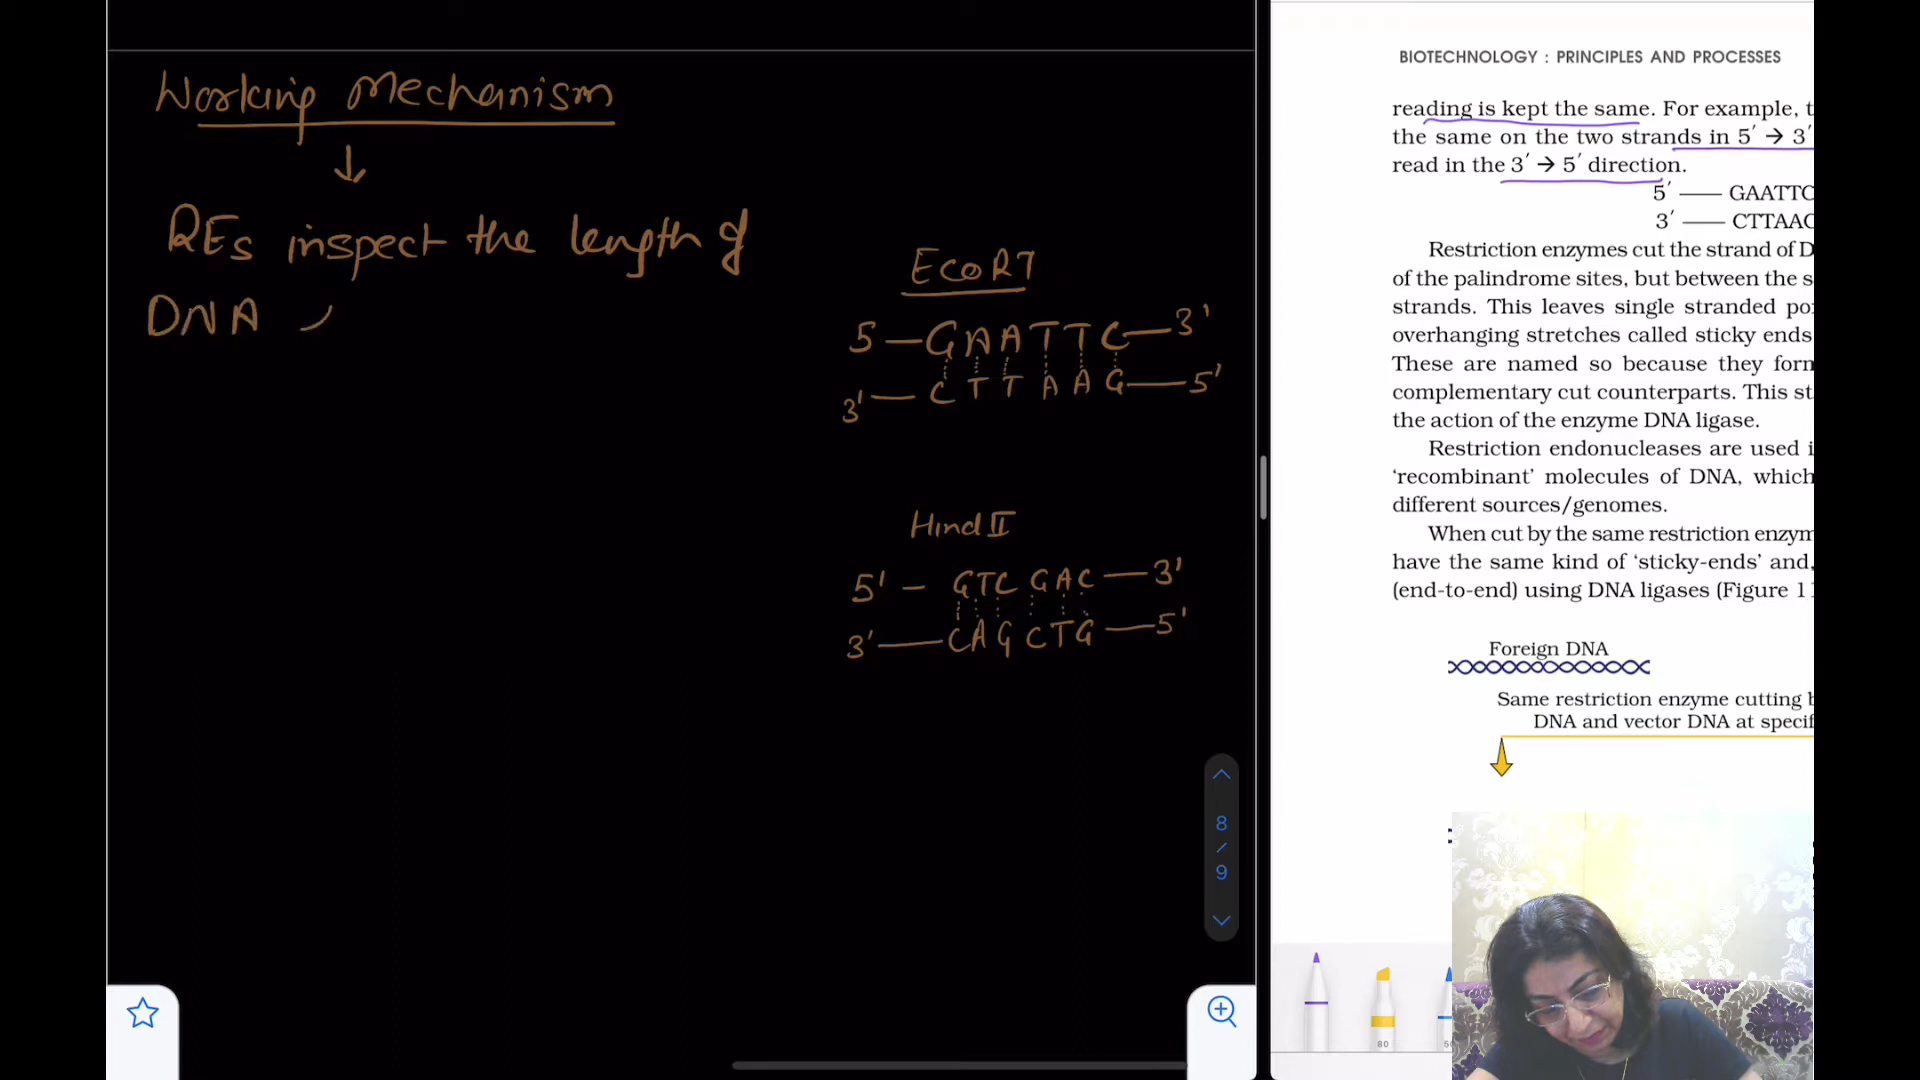 Working Mechanism
↓
REs inspect the length of
DNA
EcoRI
5 — G A A T T C — 3'
3' — C T T A A G — 5'
Hind II
5' — GTC GAC — 3'
3' — CAG CTG — 5'
8
/
9
BIOTECHNOLOGY : PRINCIPLES AND PROCESSES
reading is kept the same. For example, t
the same on the two strands in 5′ → 3′
read in the 3′ → 5′ direction.
5′ —— GAATTC
3′ —— CTTAAC
Restriction enzymes cut the strand of D
of the palindrome sites, but between the s
strands. This leaves single stranded po
overhanging stretches called sticky ends
These are named so because they form
complementary cut counterparts. This st
the action of the enzyme DNA ligase.
Restriction endonucleases are used i
‘recombinant’ molecules of DNA, which
different sources/genomes.
When cut by the same restriction enzym
have the same kind of ‘sticky-ends’ and,
(end-to-end) using DNA ligases (Figure 11
Foreign DNA
Same restriction enzyme cutting b
DNA and vector DNA at specif
80